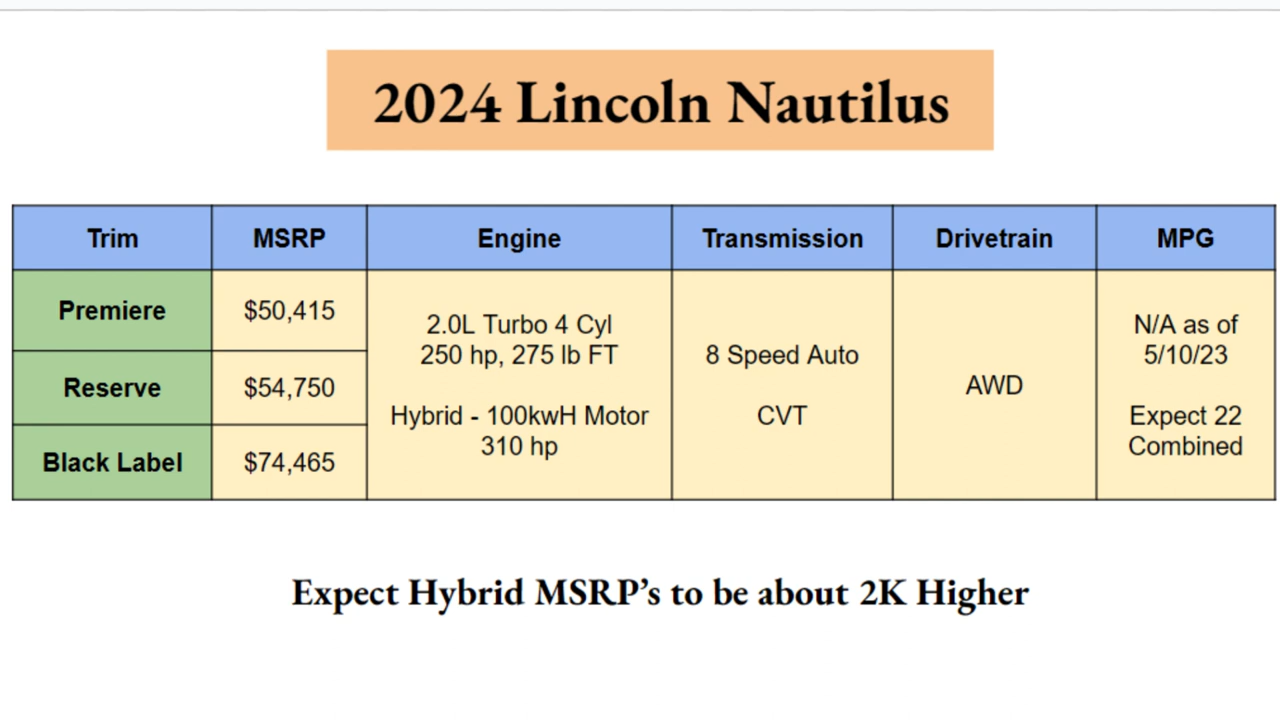 2024 Lincoln Nautilus
Trim MSRP Engine Transmission Drivetrain MPG
Premiere $50,415
Reserve $54,750
Black Label $74,465
2.0L Turbo 4 Cyl
250 hp, 275 lb FT
Hybrid - 100kwH Motor
310 hp
8 Speed Auto
CVT
AWD
N/A as of
5/10/23
Expect 22
Combined
Expect Hybrid MSRP’s to be about 2K Higher